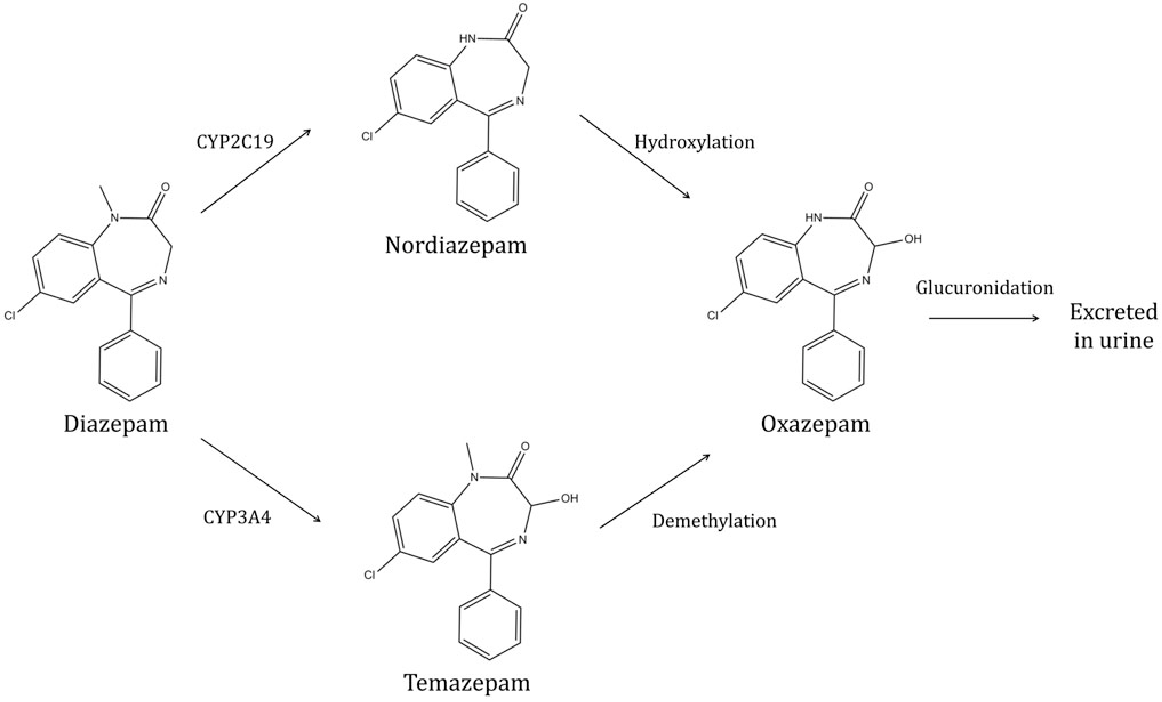 O
HN
N
Cl
CYP2C19
Hydroxylation
Nordiazepam
O
N
N
Cl
Diazepam
O
HN
OH
N
Cl
Glucuronidation
Excreted
in urine
Oxazepam
CYP3A4
O
N
OH
N
Cl
Demethylation
Temazepam